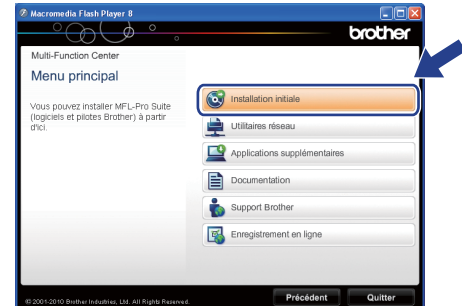 Macromedia Flash Player 8
brother
Multi-Function Center
Menu principal
Vous pouvez installer MFL-Pro Suite
(logiciels et pilotes Brother) à partir
d'ici.
Installation initiale
Utilitaires réseau
Applications supplémentaires
Documentation
Support Brother
Enregistrement en ligne
© 2001-2010 Brother Industries, Ltd. All Rights Reserved.
Précédent
Quitter